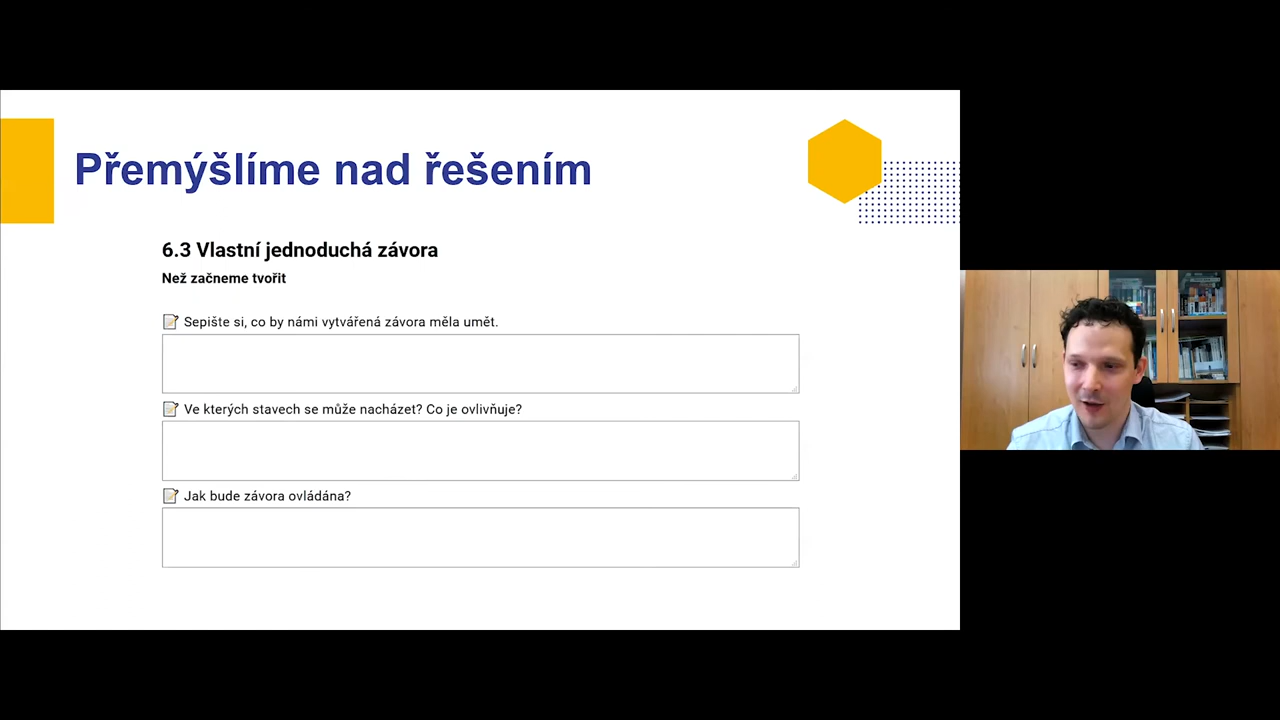 Přemýšlíme nad řešením
6.3 Vlastní jednoduchá závora
Než začneme tvořit
Sepište si, co by námi vytvářená závora měla umět.
Ve kterých stavech se může nacházet? Co je ovlivňuje?
Jak bude závora ovládána?